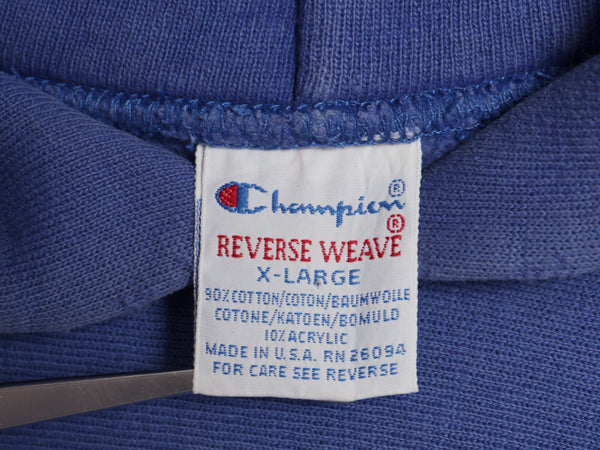 Champion®
REVERSE WEAVE®
X-LARGE
90% COTTON/COTON/BAUMWOLLE
COTONE/KATOEN/BOMULD
10% ACRYLIC
MADE IN U.S.A. RN 26094
FOR CARE SEE REVERSE